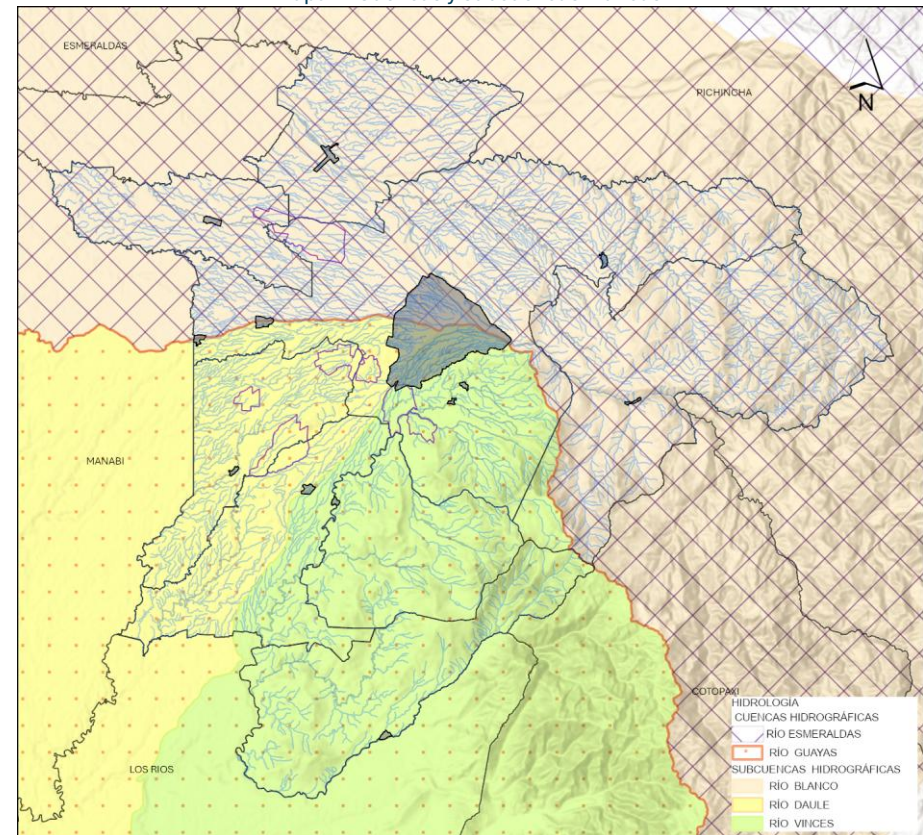 ESMERALDAS
PICHINCHA
N
MANABI
COTOPAXI
LOS RIOS
HIDROLOGÍA
CUENCAS HIDROGRÁFICAS
RÍO ESMERALDAS
RÍO GUAYAS
SUBCUENCAS HIDROGRÁFICAS
RÍO BLANCO
RÍO DAULE
RÍO VINCES